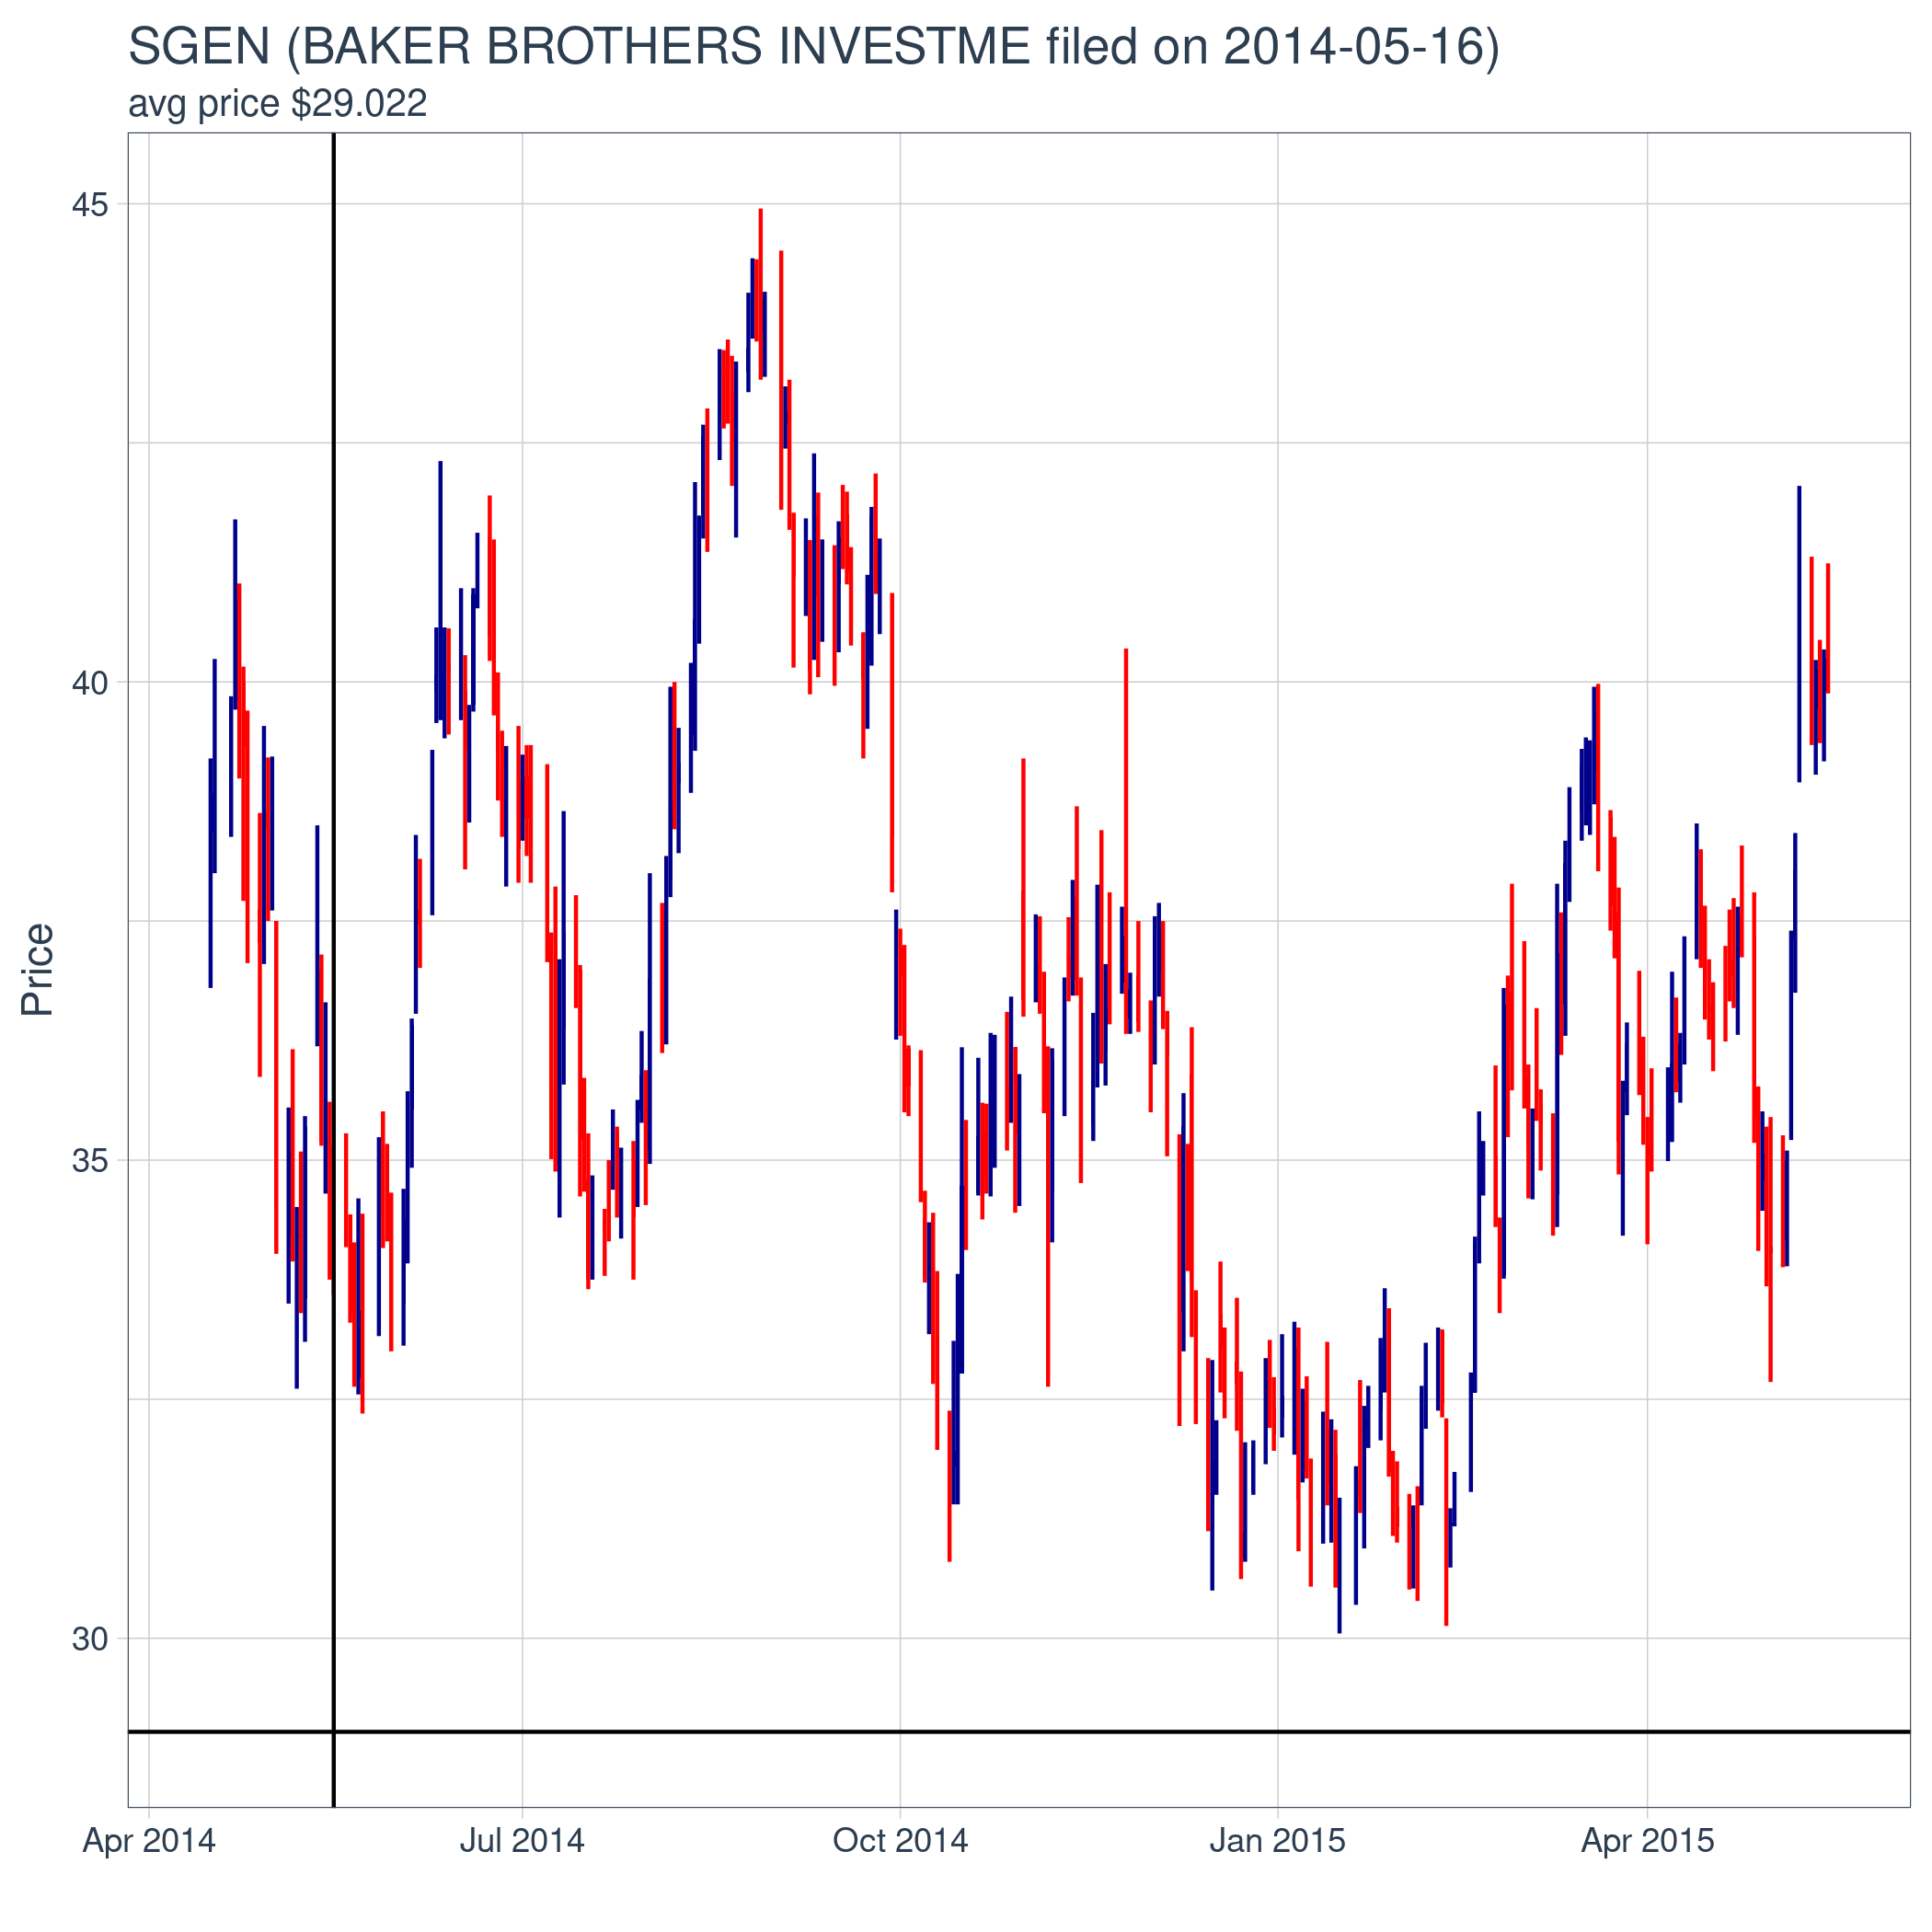 SGEN (BAKER BROTHERS INVESTME filed on 2014-05-16)
avg price $29.022
Price
45
40
35
30
Apr 2014
Jul 2014
Oct 2014
Jan 2015
Apr 2015